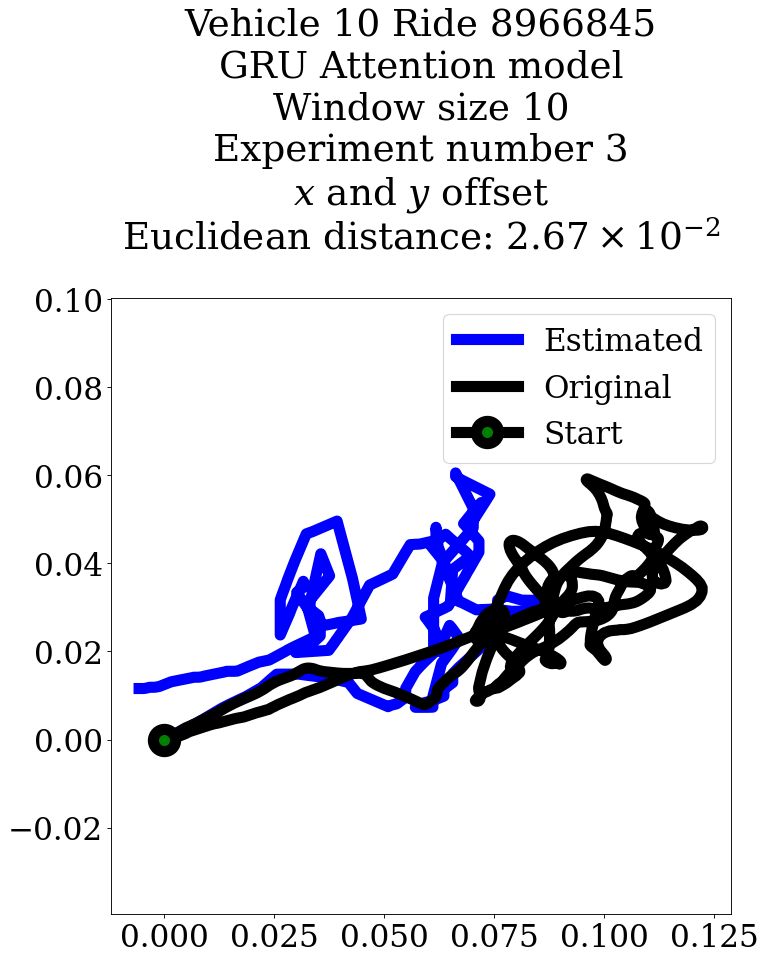 Vehicle 10 Ride 8966845
GRU Attention model
Window size 10
Experiment number 3
x and y offset
Euclidean distance: 2.67 × 10⁻²
0.10
0.08
0.06
0.04
0.02
0.00
−0.02
Estimated
Original
Start
0.000 0.025 0.050 0.075 0.100 0.125